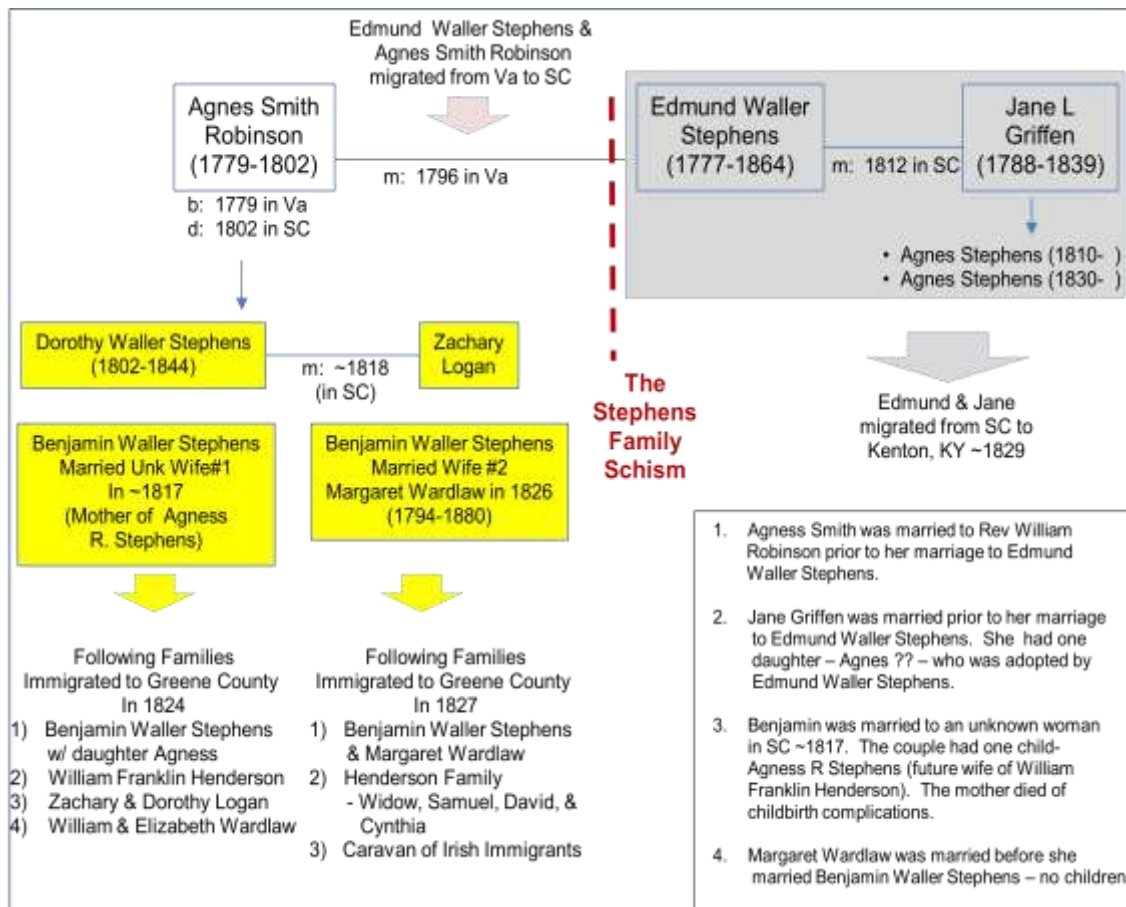 Edmund Waller Stephens &
Agnes Smith Robinson
migrated from Va to SC
Agnes Smith
Robinson
(1779-1802)
m: 1796 in Va
b: 1779 in Va
d: 1802 in SC
Edmund Waller
Stephens
(1777-1864)
m: 1812 in SC
Jane L
Griffen
(1788-1839)
• Agnes Stephens (1810- )
• Agnes Stephens (1830- )
Dorothy Waller Stephens
(1802-1844)
m: ~1818
(in SC)
Zachary
Logan
The
Stephens
Family
Schism
Edmund & Jane
migrated from SC to
Kenton, KY ~1829
Benjamin Waller Stephens
Married Unk Wife#1
In ~1817
(Mother of Agness
R. Stephens)
Benjamin Waller Stephens
Married Wife #2
Margaret Wardlaw in 1826
(1794-1880)
Following Families
Immigrated to Greene County
In 1824
1) Benjamin Waller Stephens
w/ daughter Agness
2) William Franklin Henderson
3) Zachary & Dorothy Logan
4) William & Elizabeth Wardlaw
Following Families
Immigrated to Greene County
In 1827
1) Benjamin Waller Stephens
& Margaret Wardlaw
2) Henderson Family
- Widow, Samuel, David, &
Cynthia
3) Caravan of Irish Immigrants
1. Agness Smith was married to Rev William
Robinson prior to her marriage to Edmund
Waller Stephens.
2. Jane Griffen was married prior to her marriage
to Edmund Waller Stephens. She had one
daughter – Agnes ?? – who was adopted by
Edmund Waller Stephens.
3. Benjamin was married to an unknown woman
in SC ~1817. The couple had one child-
Agness R Stephens (future wife of William
Franklin Henderson). The mother died of
childbirth complications.
4. Margaret Wardlaw was married before she
married Benjamin Waller Stephens – no children